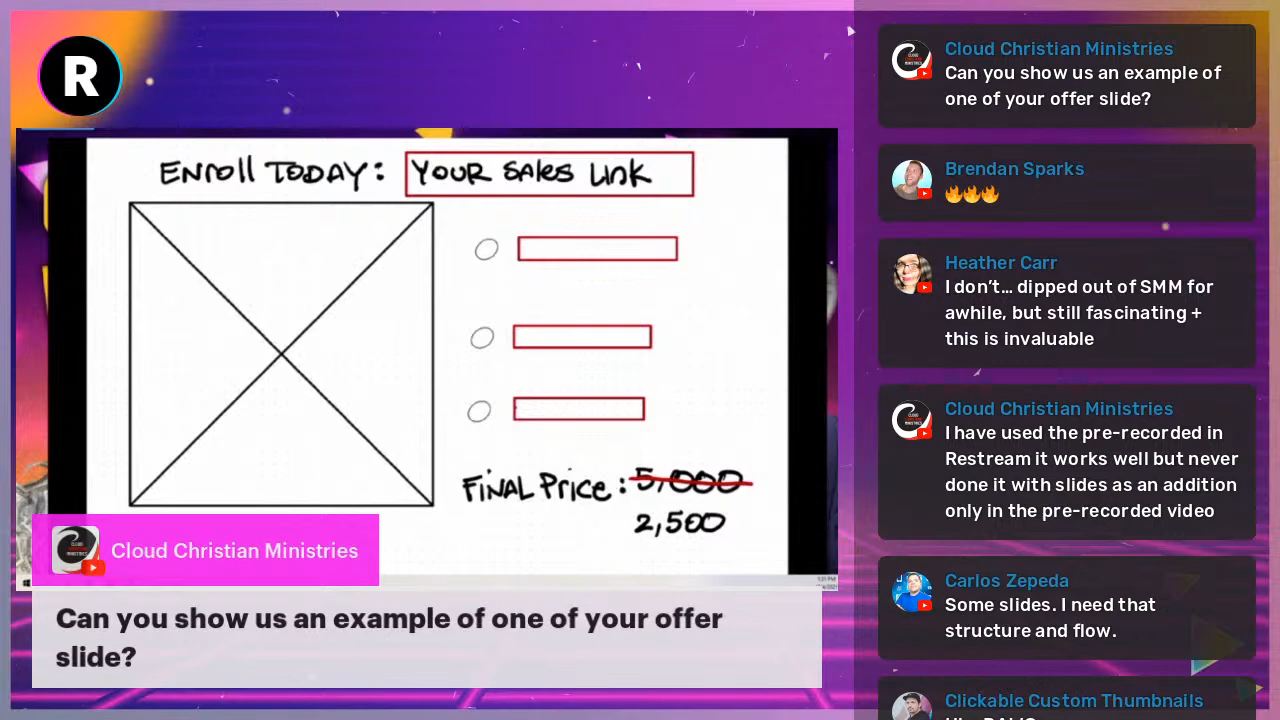 R
ENROLL TODAY: YOUR SALES LINK
FINAL PRICE: 5,000
2,500
Cloud Christian Ministries
Can you show us an example of one of your offer
slide?
Cloud Christian Ministries
Can you show us an example of
one of your offer slide?
Brendan Sparks
🔥🔥🔥
Heather Carr
I don't… dipped out of SMM for
awhile, but still fascinating +
this is invaluable
Cloud Christian Ministries
I have used the pre-recorded in
Restream it works well but never
done it with slides as an addition
only in the pre-recorded video
Carlos Zepeda
Some slides. I need that
structure and flow.
Clickable Custom Thumbnails